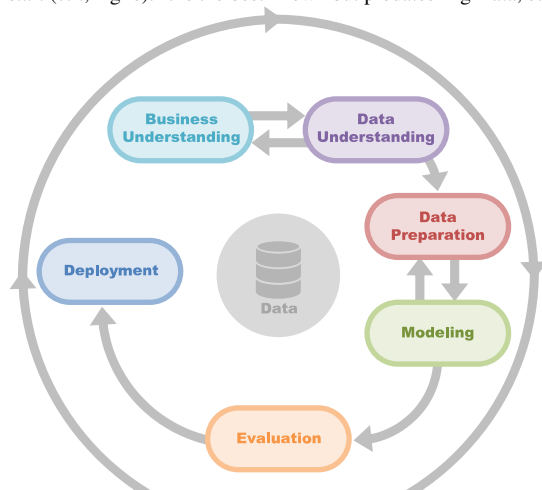 Business
Understanding
Data
Understanding
Data
Preparation
Deployment
Data
Modeling
Evaluation